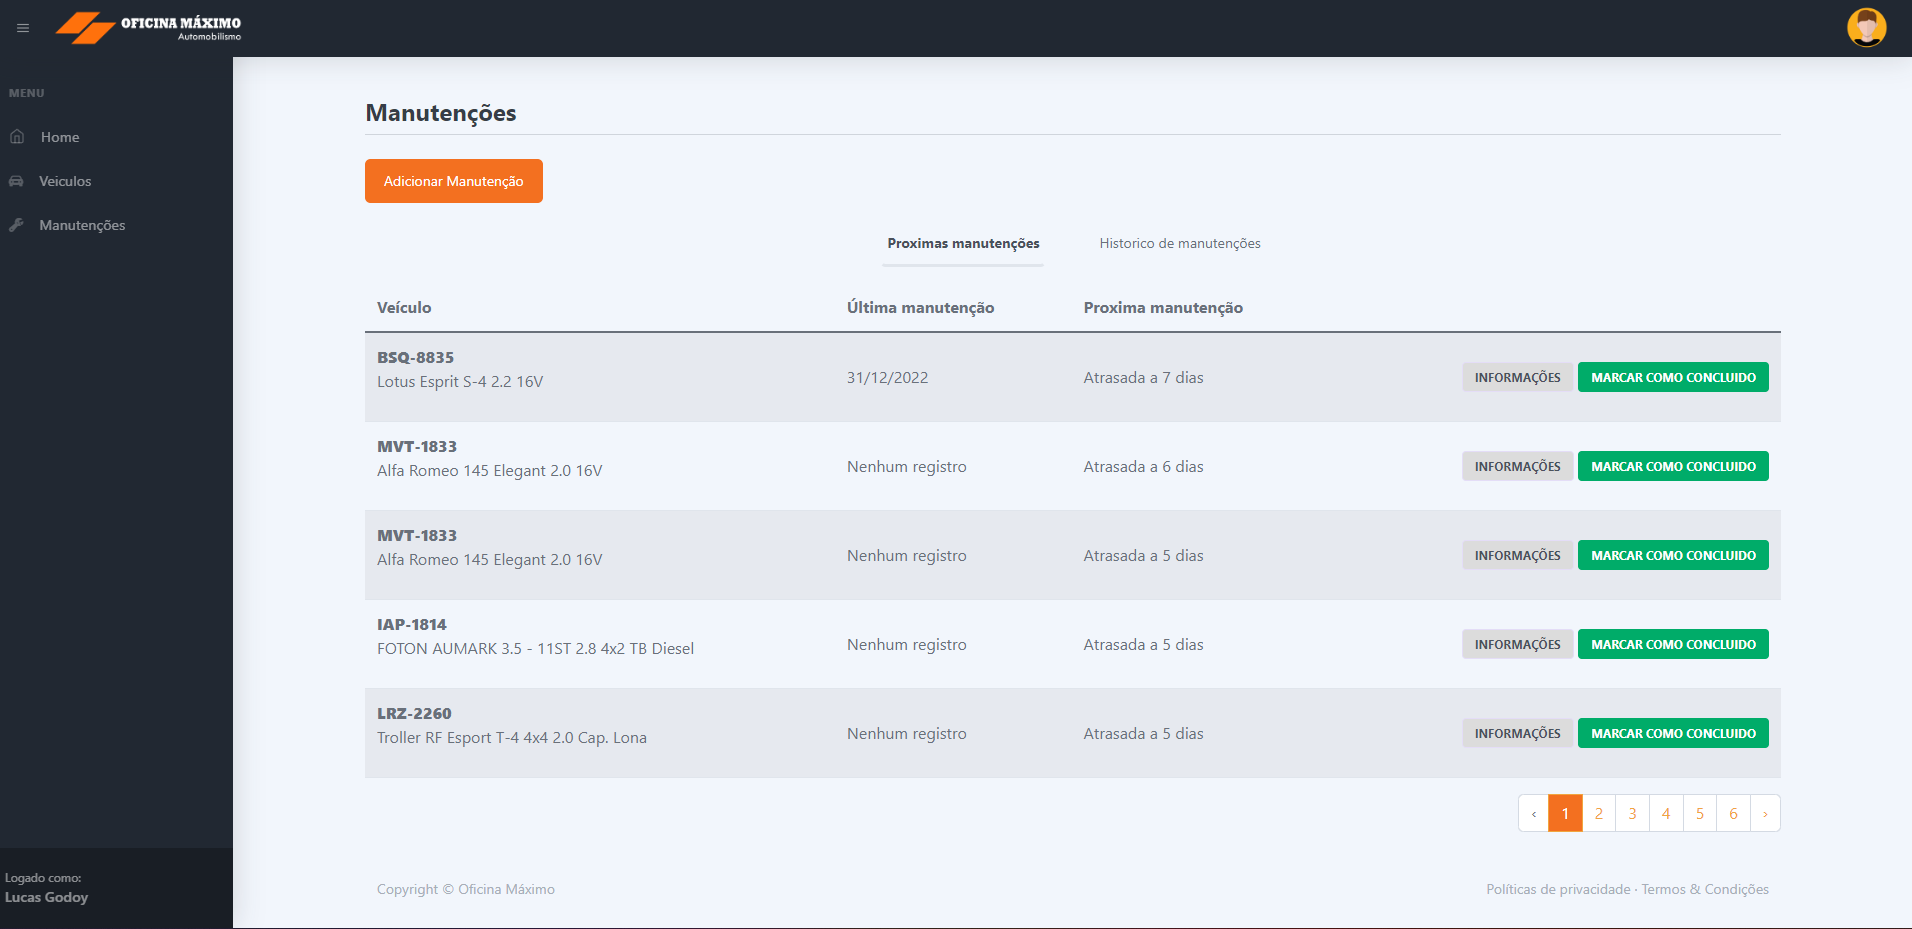 OFICINA MÁXIMO
Automobilismo
MENU
Home
Veiculos
Manutenções
Logado como:
Lucas Godoy
Manutenções
Adicionar Manutenção
Proximas manutenções Historico de manutenções
Veículo Última manutenção Proxima manutenção
BSQ-8835
Lotus Esprit S-4 2.2 16V
31/12/2022 Atrasada a 7 dias INFORMAÇÕES MARCAR COMO CONCLUIDO
MVT-1833
Alfa Romeo 145 Elegant 2.0 16V
Nenhum registro Atrasada a 6 dias INFORMAÇÕES MARCAR COMO CONCLUIDO
MVT-1833
Alfa Romeo 145 Elegant 2.0 16V
Nenhum registro Atrasada a 5 dias INFORMAÇÕES MARCAR COMO CONCLUIDO
IAP-1814
FOTON AUMARK 3.5 - 11ST 2.8 4x2 TB Diesel
Nenhum registro Atrasada a 5 dias INFORMAÇÕES MARCAR COMO CONCLUIDO
LRZ-2260
Troller RF Esport T-4 4x4 2.0 Cap. Lona
Nenhum registro Atrasada a 5 dias INFORMAÇÕES MARCAR COMO CONCLUIDO
‹ 1 2 3 4 5 6 ›
Copyright © Oficina Máximo Políticas de privacidade · Termos & Condições